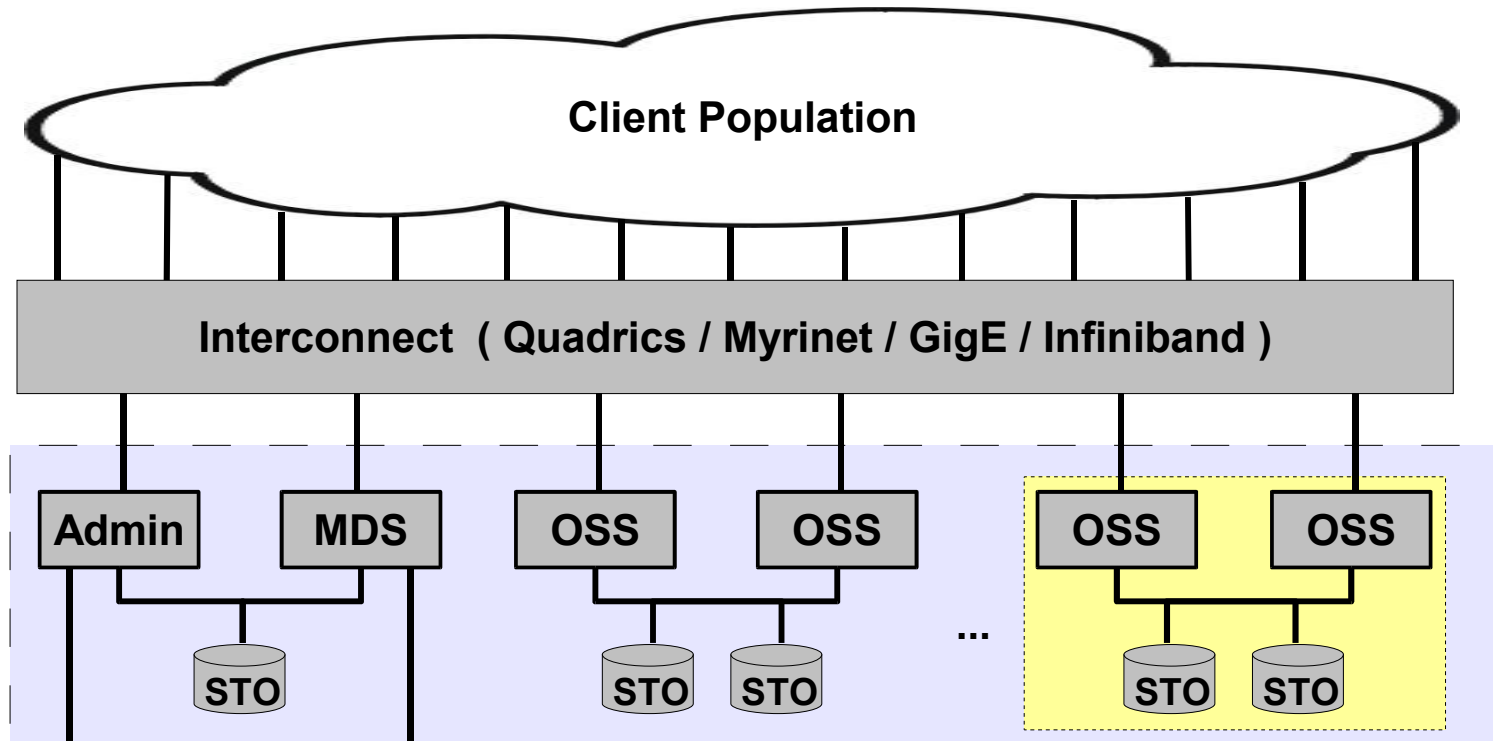 Client Population
Interconnect ( Quadrics / Myrinet / GigE / Infiniband )
Admin
MDS
OSS
OSS
OSS
OSS
...
STO
STO
STO
STO
STO